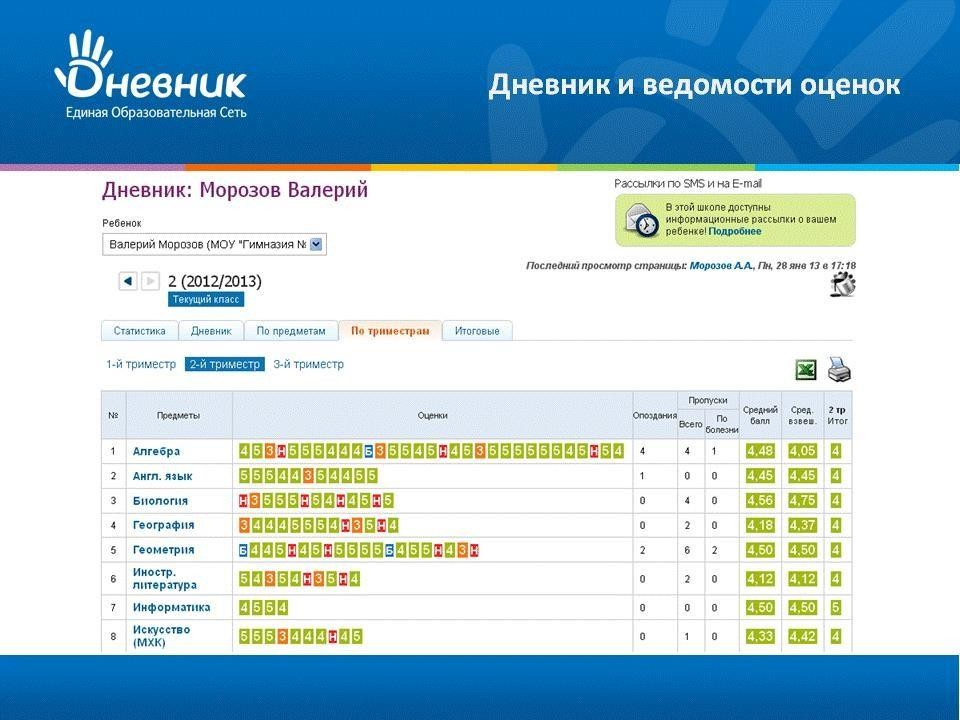 Дневник
Единая Образовательная Сеть
Дневник и ведомости оценок
Дневник: Морозов Валерий
Рассылки по SMS и на E-mail
В этой школе доступны
информационные рассылки о вашем
ребенке! Подробнее
Ребенок
Валерий Морозов (МОУ "Гимназия №
Последний просмотр страницы: Морозов А.А., Пн, 28 янв 13 в 17:18
2 (2012/2013)
Текущий класс
Статистика Дневник По предметам По триместрам Итоговые
1-й триместр 2-й триместр 3-й триместр
№ Предметы Оценки Опоздания Пропуски Всего По болезни Средний балл Сред. взвеш. 2 тр Итог
1 Алгебра 4 5 3 Н 5 5 5 4 4 4 Б 3 5 5 4 5 Н 4 5 3 5 5 5 5 5 5 4 5 Н 5 4 4 4 1 4,48 4,05 4
2 Англ. язык 5 5 5 4 4 3 5 4 4 5 5 1 0 0 4,45 4,45 4
3 Биология Н 3 5 5 5 Н 5 4 Н 4 5 Н 5 0 4 0 4,56 4,75 4
4 География 3 4 4 4 5 5 5 4 Н 3 5 Н 4 0 2 0 4,18 4,37 4
5 Геометрия Б 4 4 5 Н 4 5 Н 5 5 5 5 Б 4 5 5 Н 4 3 Н 2 6 2 4,50 4,50 4
6 Иностр.
литература 5 4 3 5 4 Н 3 5 Н 4 0 2 0 4,12 4,12 4
7 Информатика 4 5 5 4 0 0 0 4,50 4,50 5
8 Искусство
(МХК) 5 5 5 3 4 4 4 Н 4 5 0 1 0 4,33 4,42 4